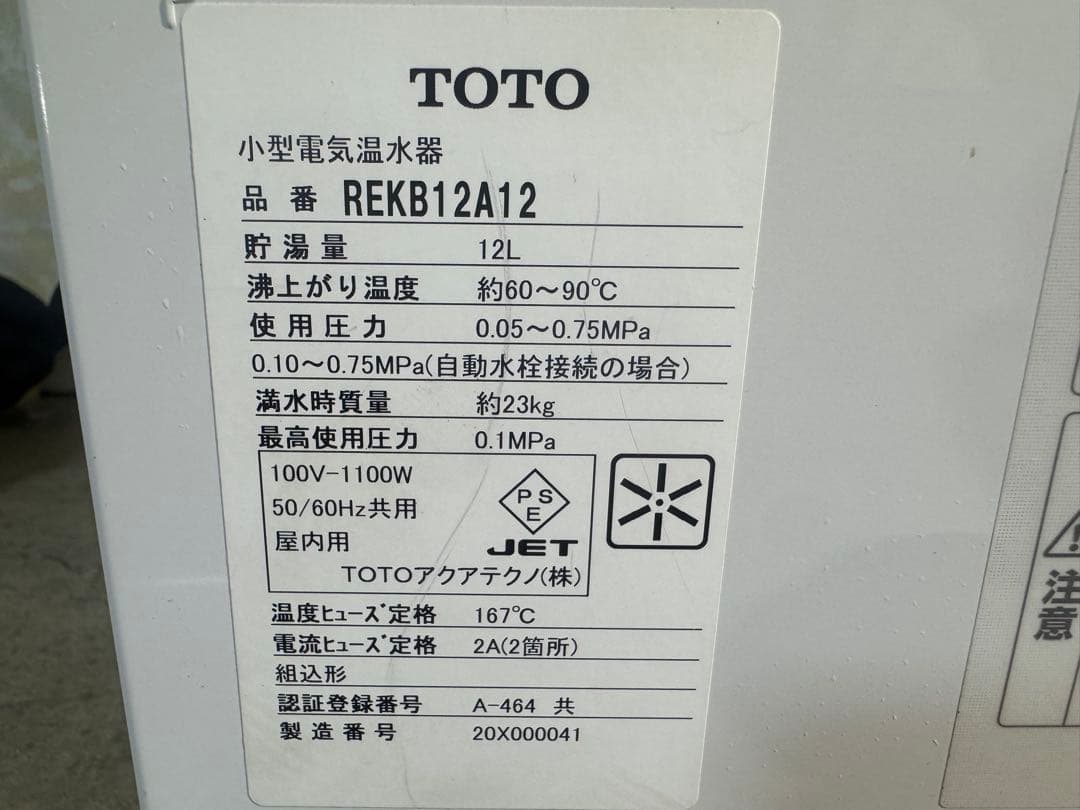 TOTO
小型電気温水器
品番 REKB12A12
貯湯量 12L
沸上がり温度 約60～90℃
使用圧力 0.05～0.75MPa
0.10～0.75MPa(自動水栓接続の場合)
満水時質量 約23kg
最高使用圧力 0.1MPa
100V-1100W
50/60Hz共用
屋内用
PSE
JET
TOTOアクアテクノ(株)
温度ﾋｭｰｽﾞ定格 167℃
電流ﾋｭｰｽﾞ定格 2A(2箇所)
組込形
認証登録番号 A-464 共
製造番号 20X000041
注意